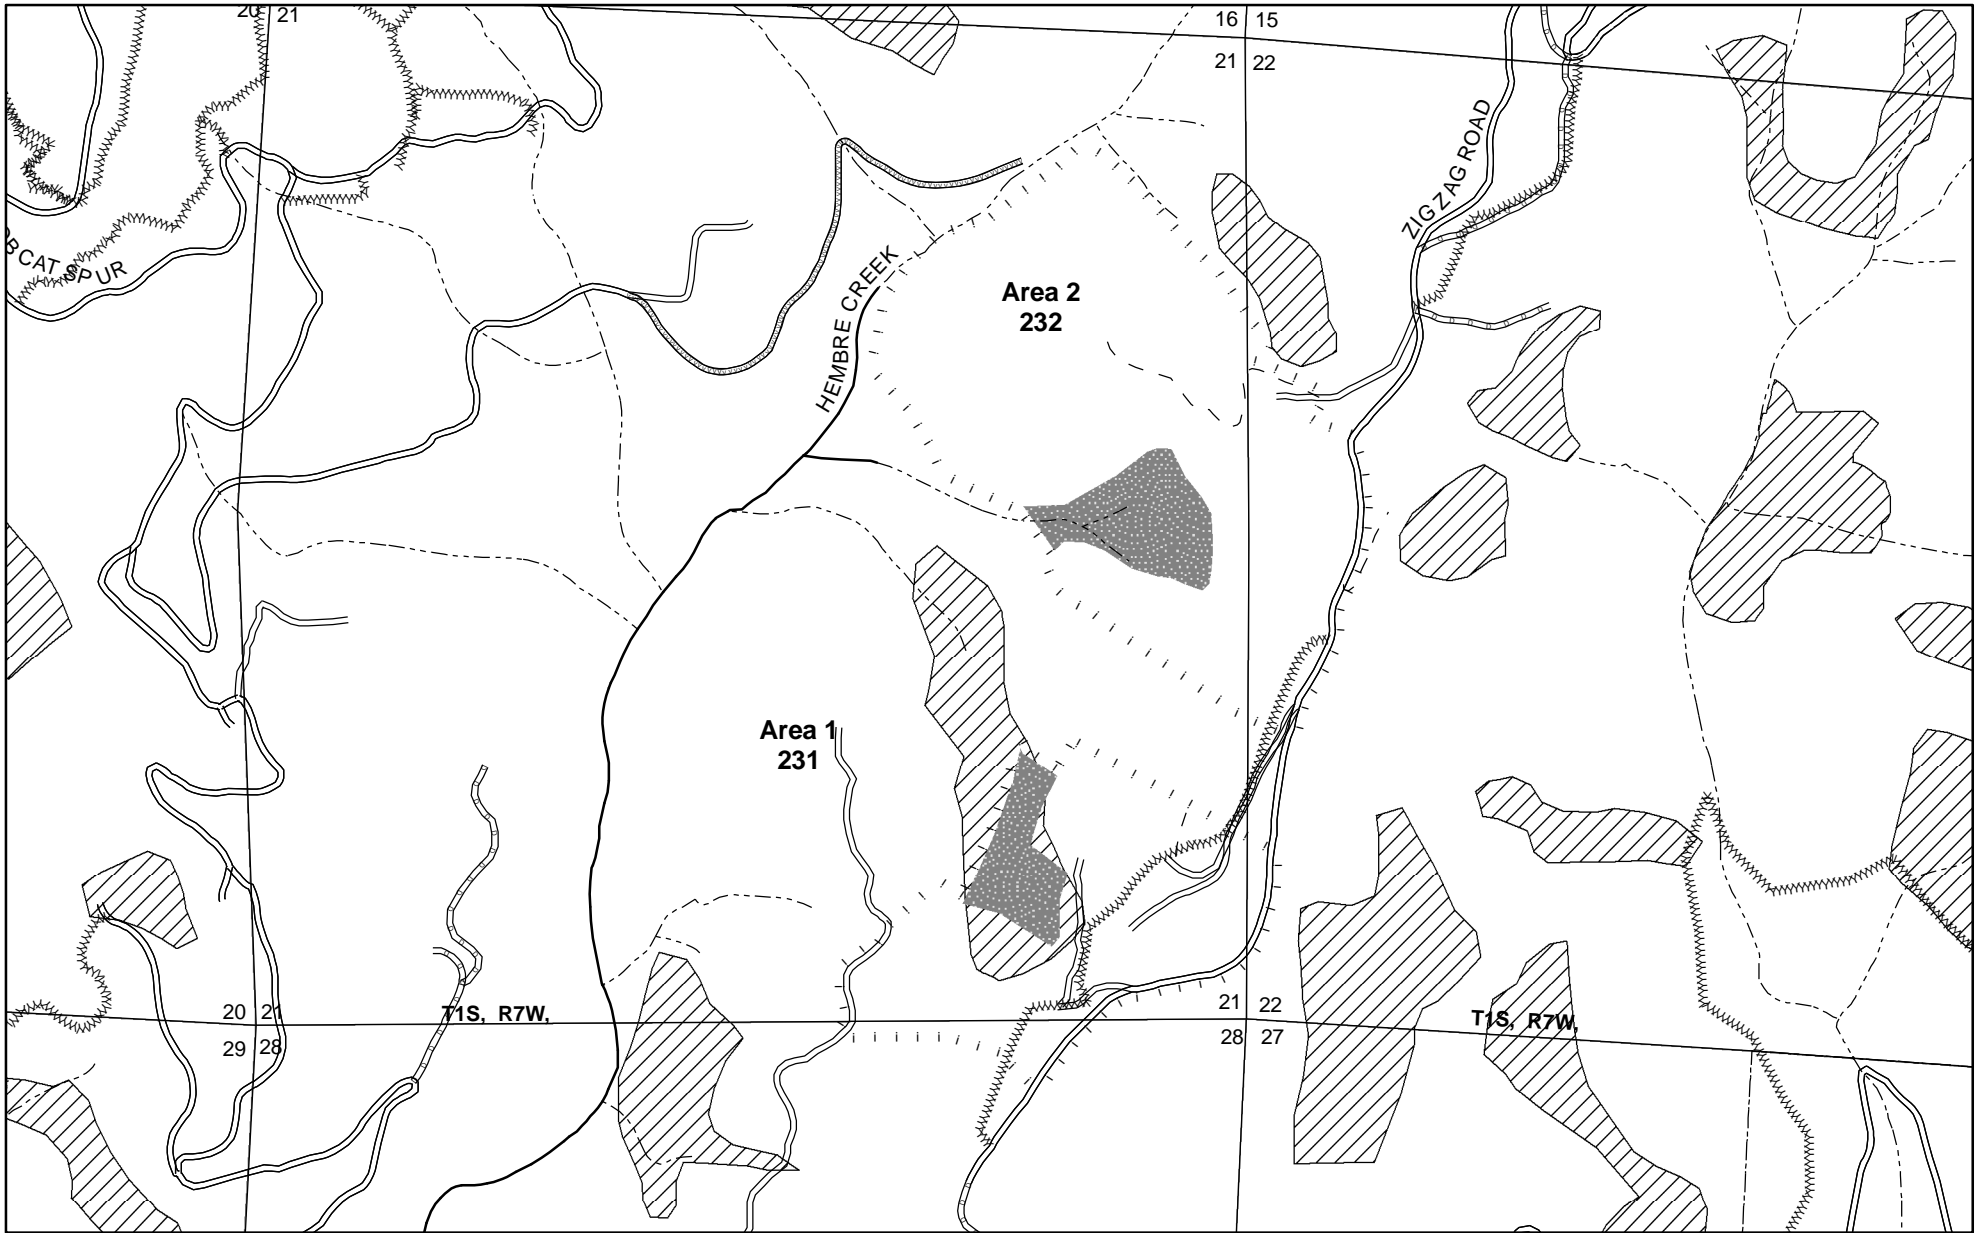 20 21
16 15
21 22
ZIGZAG ROAD
OBCAT SPUR
HEMBRE CREEK
Area 2
232
Area 1
231
20 21
29 28
T1S, R7W,
21 22
28 27
T1S, R7W,